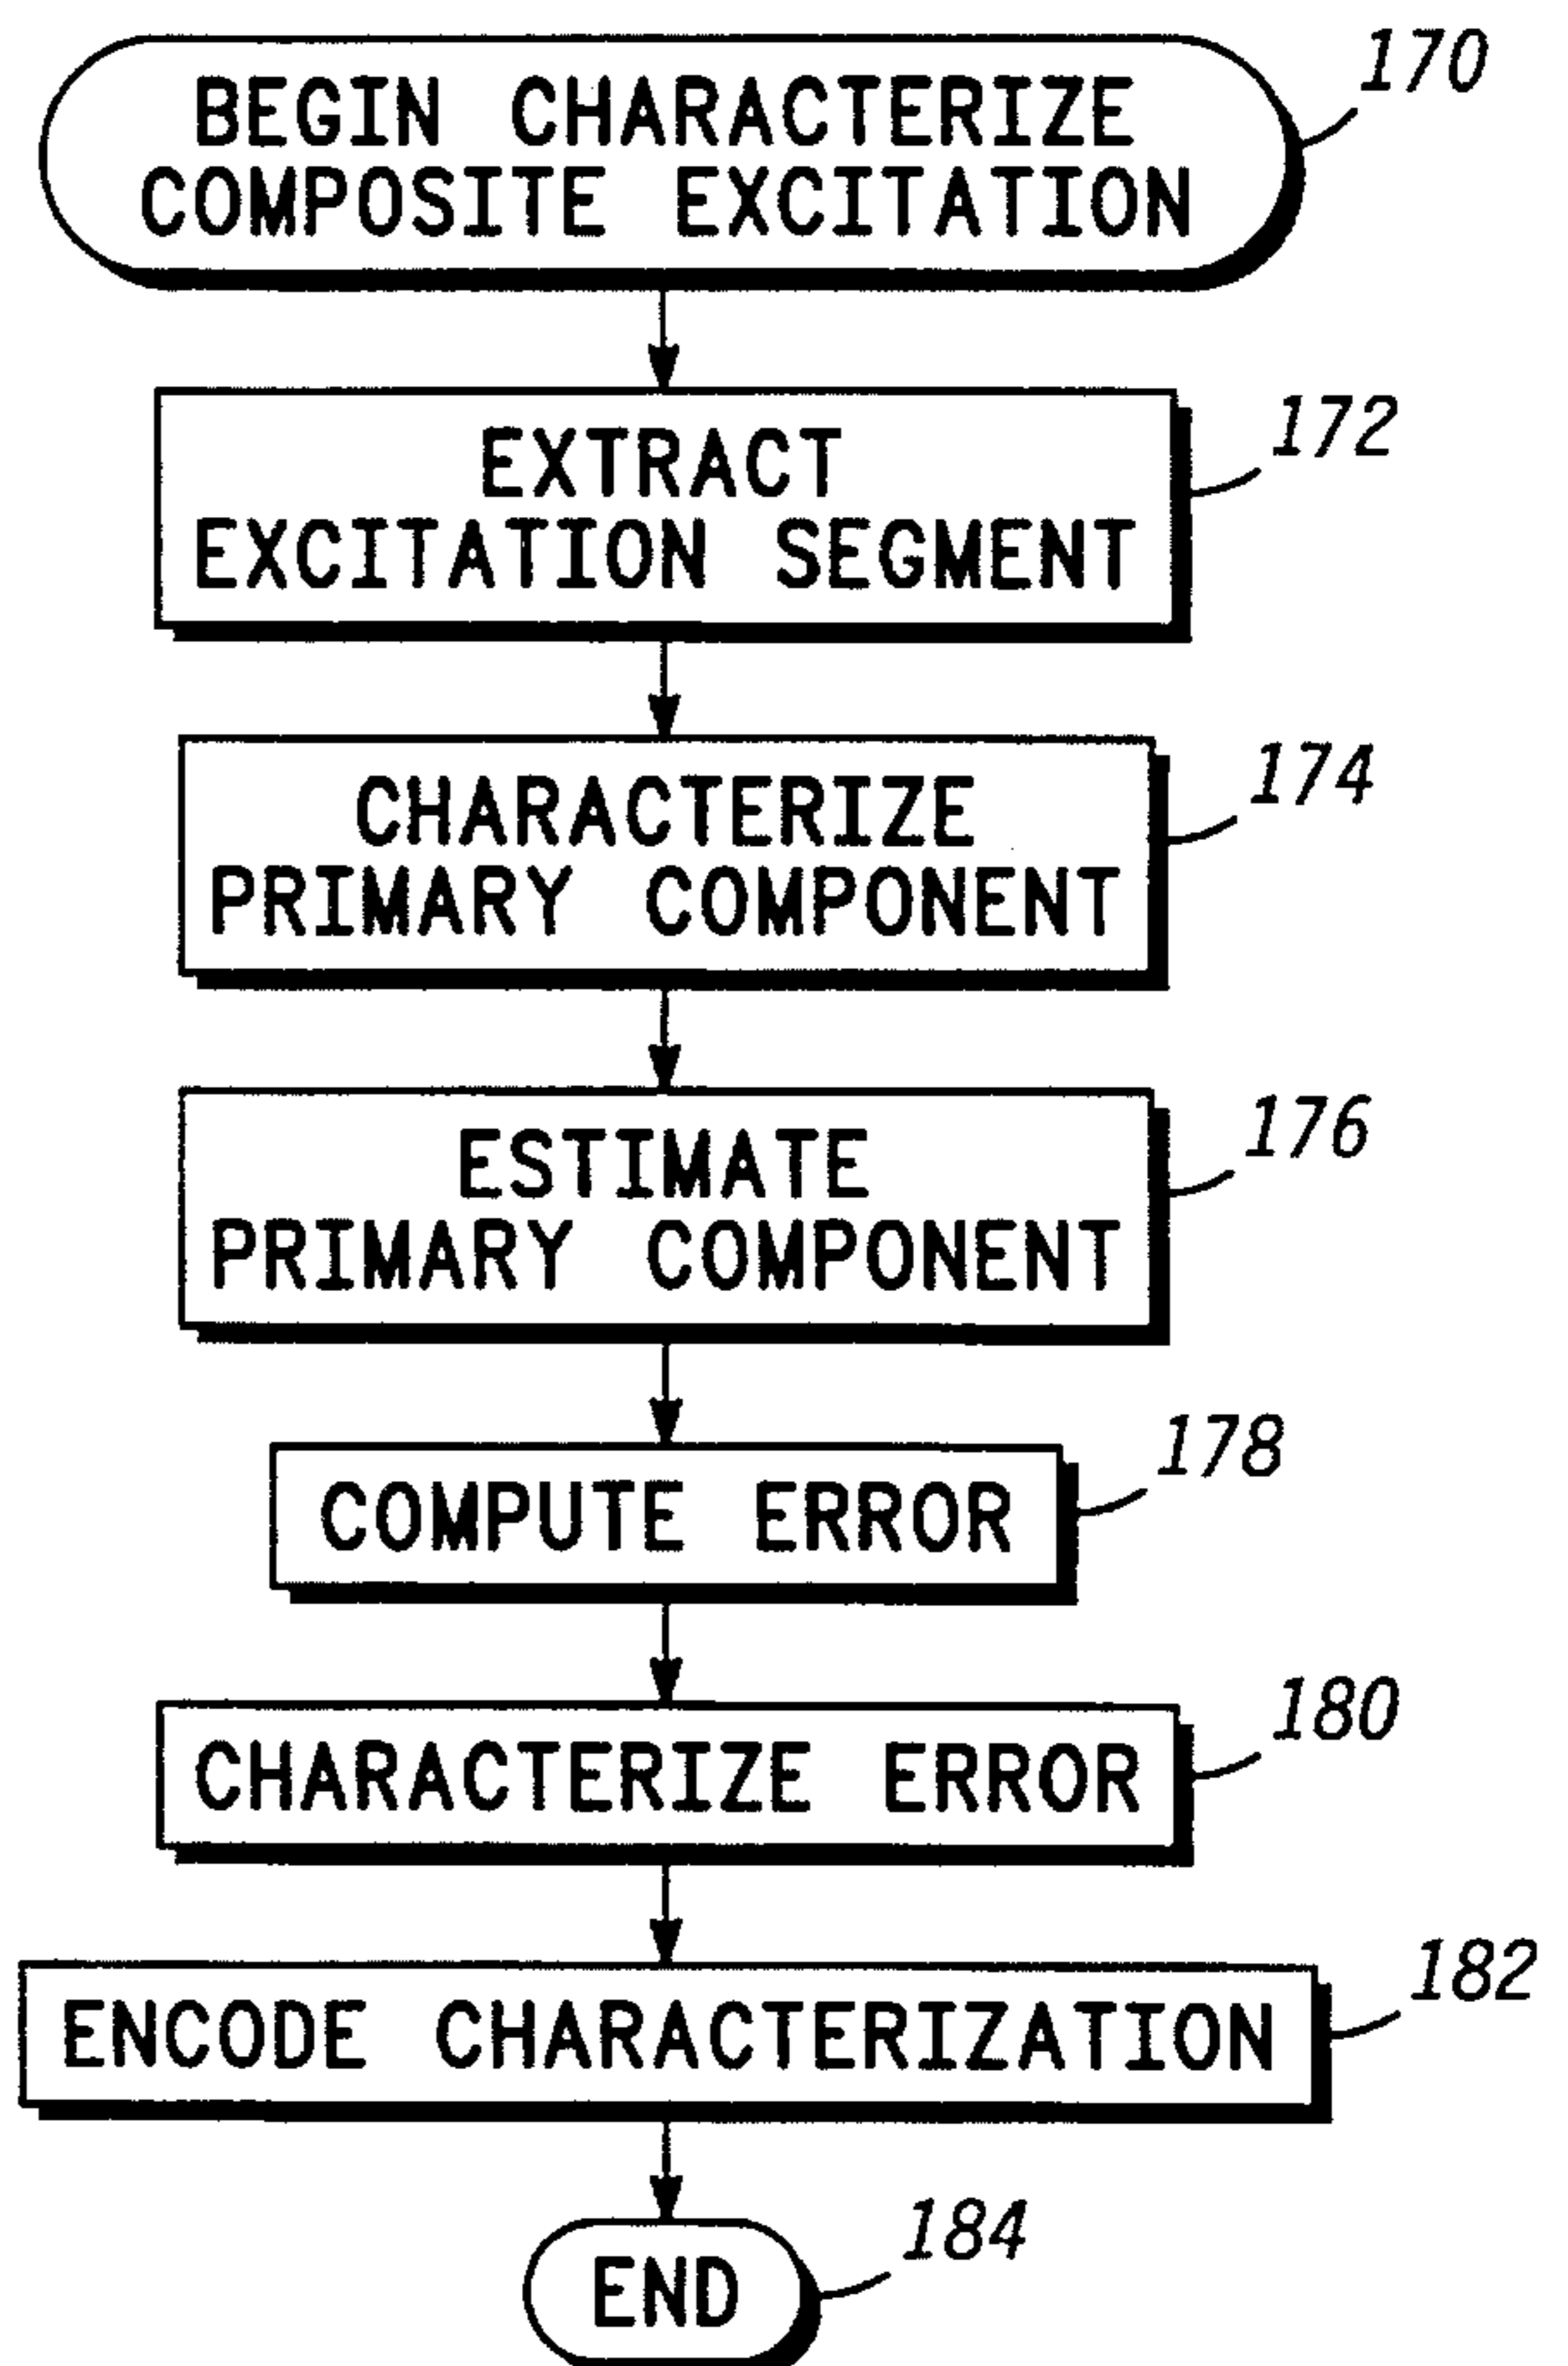 BEGIN CHARACTERIZE
COMPOSITE EXCITATION
170
EXTRACT
EXCITATION SEGMENT
172
CHARACTERIZE
PRIMARY COMPONENT
174
ESTIMATE
PRIMARY COMPONENT
176
COMPUTE ERROR
178
CHARACTERIZE ERROR
180
ENCODE CHARACTERIZATION
182
END
184